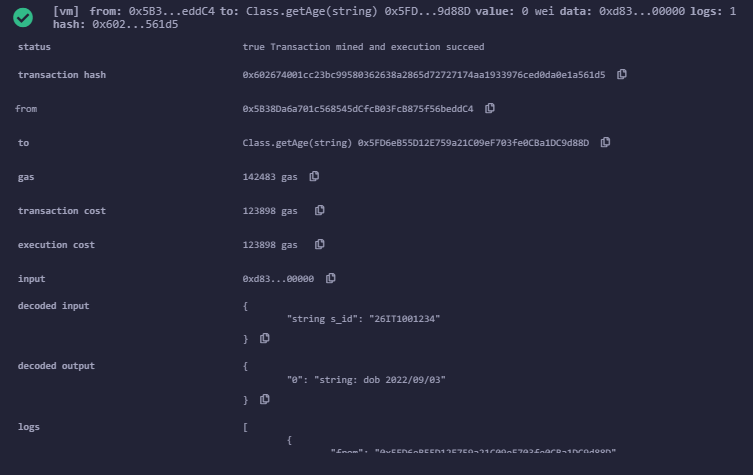 [vm] from: 0x5B3...eddC4 to: Class.getAge(string) 0x5FD...9d88D value: 0 wei data: 0xd83...00000 logs: 1
hash: 0x602...561d5
status true Transaction mined and execution succeed
transaction hash 0x602674001cc23bc99580362638a2865d72727174aa1933976ced0da0e1a561d5
from 0x5B38Da6a701c568545dCfcB03FcB875f56beddC4
to Class.getAge(string) 0x5FD6eB55D12E759a21C09eF703fe0CBa1DC9d88D
gas 142483 gas
transaction cost 123898 gas
execution cost 123898 gas
input 0xd83...00000
decoded input {
"string s_id": "26IT1001234"
}
decoded output {
"0": "string: dob 2022/09/03"
}
logs [
{
"from": "0x5FD6eB55D12E759a21C09eF703fe0CBa1DC9d88D"